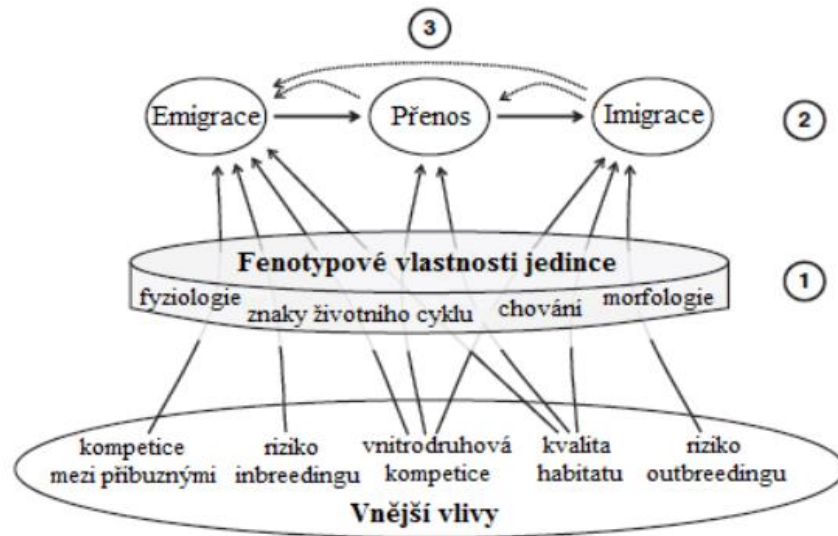 3
Emigrace
Přenos
Imigrace
2
Fenotypové vlastnosti jedince
fyziologie
znaky životního cyklu
chování
morfologie
1
kompetice
mezi příbuznými
riziko
inbreedingu
vnitrodruhová
kompetice
kvalita
habitatu
riziko
outbreedingu
Vnější vlivy